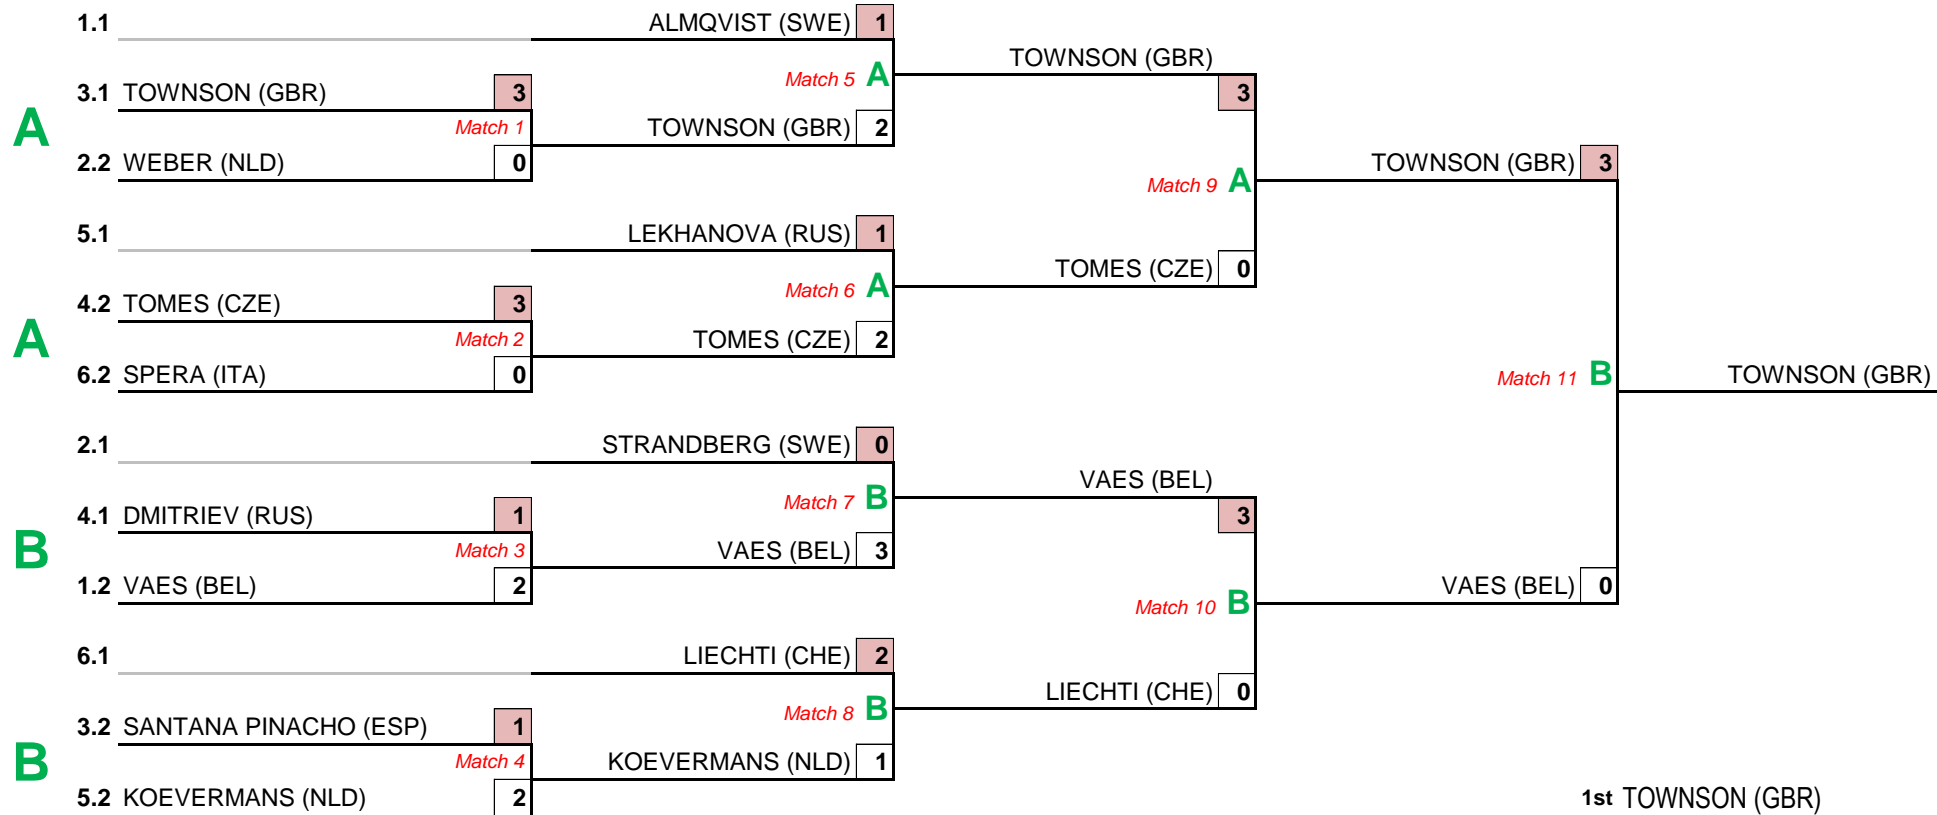 1.1 ALMQVIST (SWE) 1
TOWNSON (GBR)
Match 5 A
3.1 TOWNSON (GBR) 3 3
A Match 1 TOWNSON (GBR) 2
2.2 WEBER (NLD) 0 TOWNSON (GBR) 3
Match 9 A
5.1 LEKHANOVA (RUS) 1
TOMES (CZE) 0
Match 6 A
4.2 TOMES (CZE) 3
A Match 2 TOMES (CZE) 2
6.2 SPERA (ITA) 0 Match 11 B TOWNSON (GBR)
2.1 STRANDBERG (SWE) 0
VAES (BEL)
Match 7 B
4.1 DMITRIEV (RUS) 1 3
B Match 3 VAES (BEL) 3
1.2 VAES (BEL) 2 VAES (BEL) 0
Match 10 B
6.1 LIECHTI (CHE) 2
LIECHTI (CHE) 0
Match 8 B
3.2 SANTANA PINACHO (ESP) 1
B Match 4 KOEVERMANS (NLD) 1
5.2 KOEVERMANS (NLD) 2 1st TOWNSON (GBR)